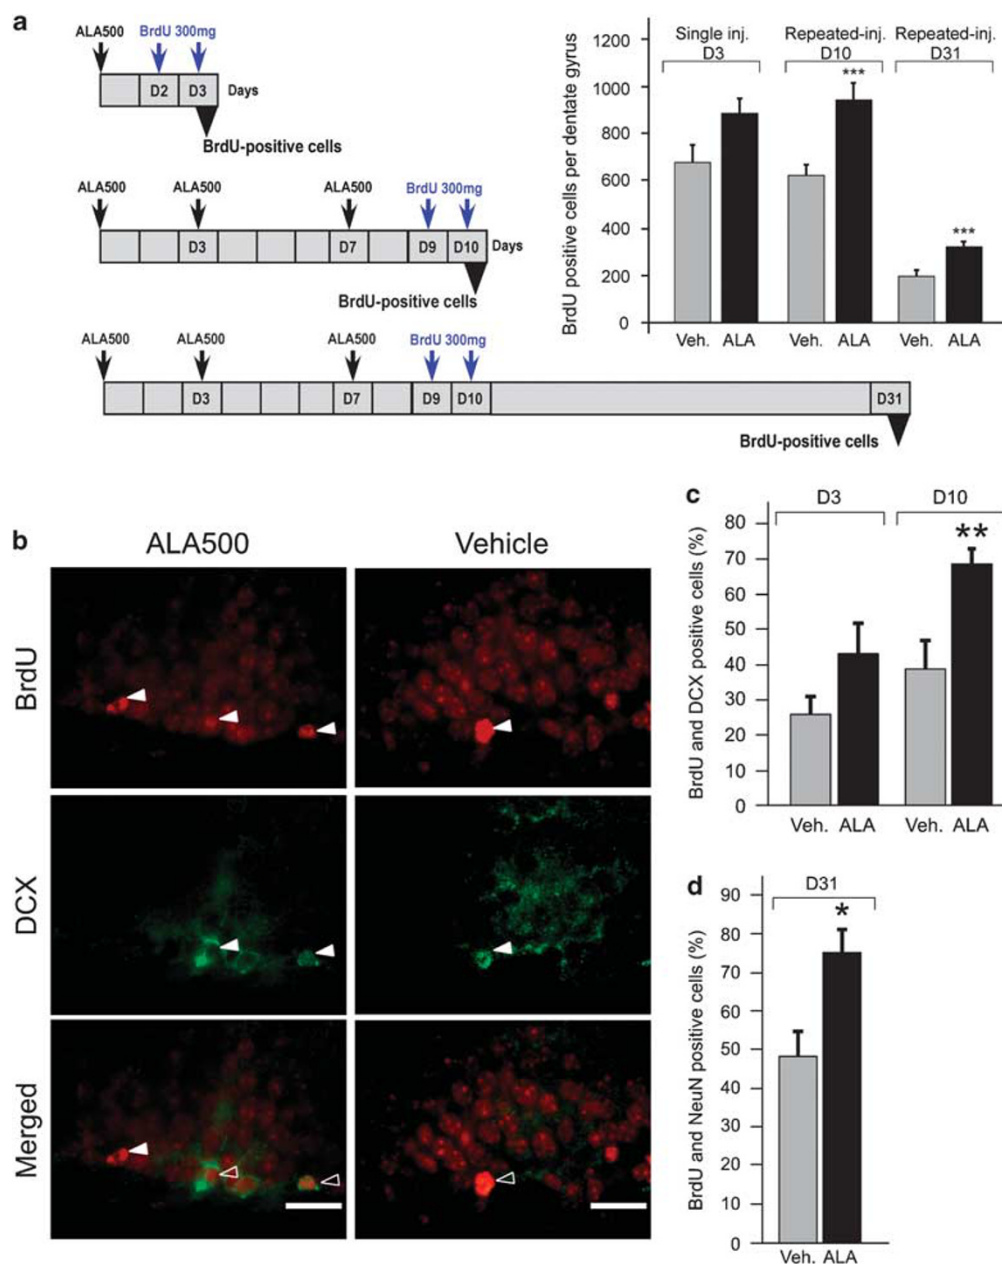 a
ALA500 BrdU 300mg
D2 D3 Days
BrdU-positive cells
ALA500 ALA500 ALA500 BrdU 300mg
D3 D7 D9 D10 Days
BrdU-positive cells
ALA500 ALA500 ALA500 BrdU 300mg
D3 D7 D9 D10 D31
BrdU-positive cells
BrdU positive cells per dentate gyrus
Single inj. Repeated-inj. Repeated-inj.
D3 D10 D31
*** ***
1200
1000
800
600
400
200
0
Veh. ALA Veh. ALA Veh. ALA
b
ALA500 Vehicle
BrdU
DCX
Merged
c
BrdU and DCX positive cells (%)
D3 D10
**
80
70
60
50
40
30
20
10
0
Veh. ALA Veh. ALA
d
BrdU and NeuN positive cells (%)
D31
*
90
80
70
60
50
40
30
20
10
0
Veh. ALA